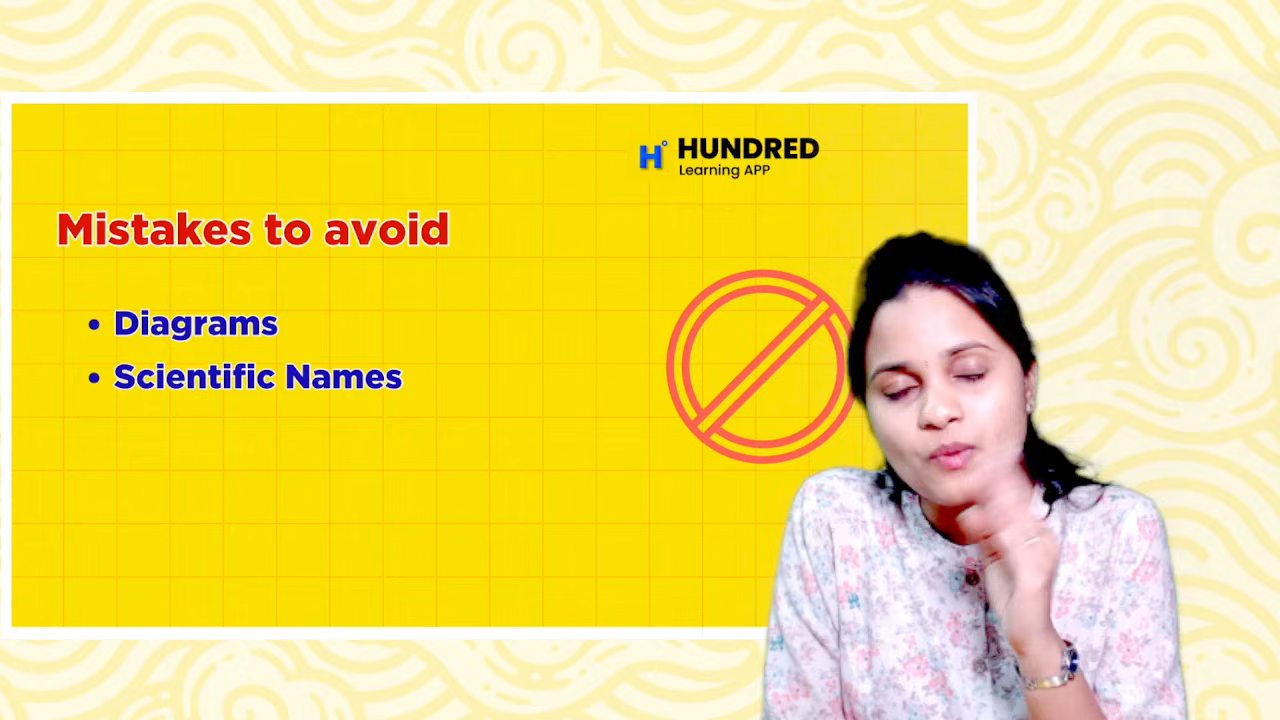 H° HUNDRED
Learning APP
Mistakes to avoid
• Diagrams
• Scientific Names